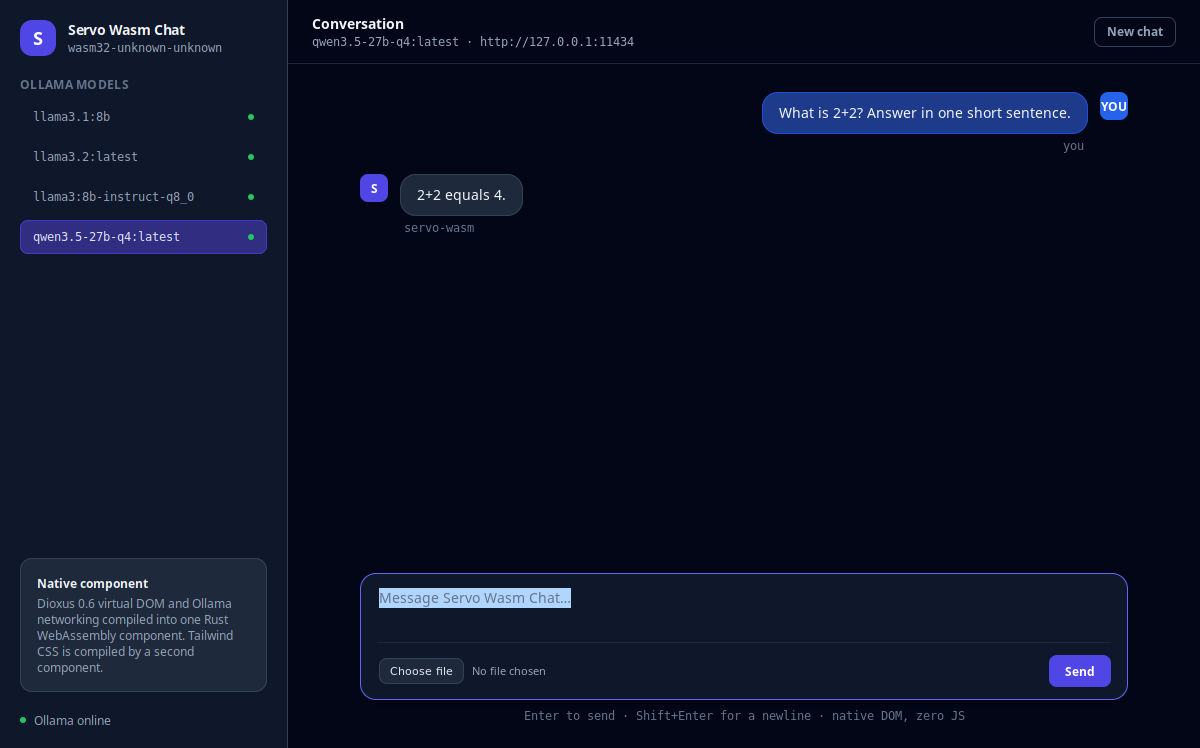 S
Servo Wasm Chat
wasm32-unknown-unknown
OLLAMA MODELS
llama3.1:8b
llama3.2:latest
llama3:8b-instruct-q8_0
qwen3.5-27b-q4:latest
Native component
Dioxus 0.6 virtual DOM and Ollama
networking compiled into one Rust
WebAssembly component. Tailwind
CSS is compiled by a second
component.
Ollama online
Conversation
qwen3.5-27b-q4:latest · http://127.0.0.1:11434
New chat
What is 2+2? Answer in one short sentence.
YOU
you
S
2+2 equals 4.
servo-wasm
Message Servo Wasm Chat…
Choose file
No file chosen
Send
Enter to send · Shift+Enter for a newline · native DOM, zero JS